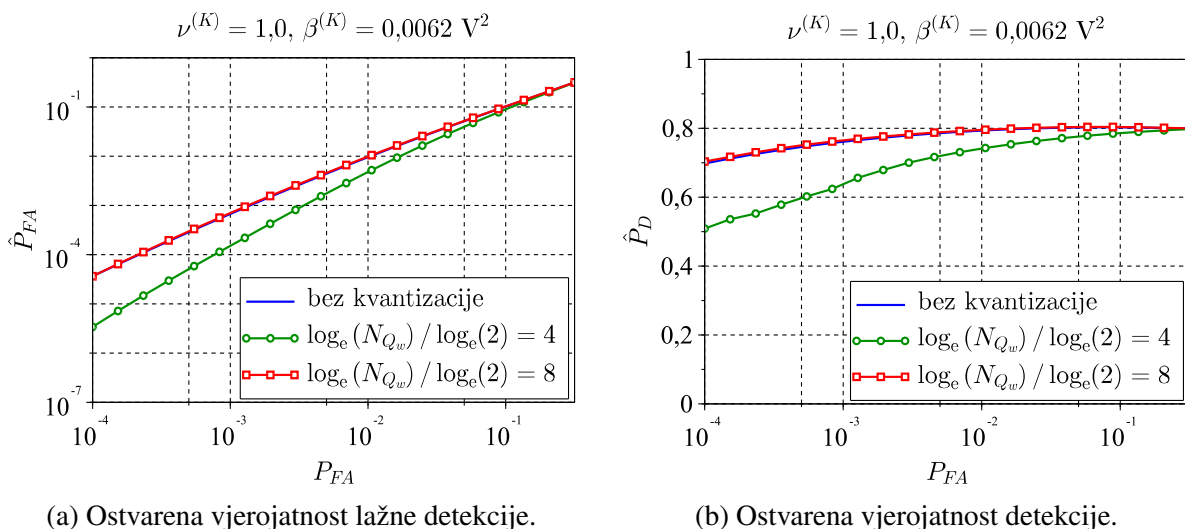 ν^(K) = 1,0, β^(K) = 0,0062 V²
10^-1
10^-4
10^-7
P̂_FA
bez kvantizacije
log_e (N_Q_w) / log_e(2) = 4
log_e (N_Q_w) / log_e(2) = 8
10^-4 10^-3 10^-2 10^-1
P_FA
(a) Ostvarena vjerojatnost lažne detekcije.
ν^(K) = 1,0, β^(K) = 0,0062 V²
1
0,8
0,6
0,4
0,2
0
P̂_D
bez kvantizacije
log_e (N_Q_w) / log_e(2) = 4
log_e (N_Q_w) / log_e(2) = 8
10^-4 10^-3 10^-2 10^-1
P_FA
(b) Ostvarena vjerojatnost detekcije.